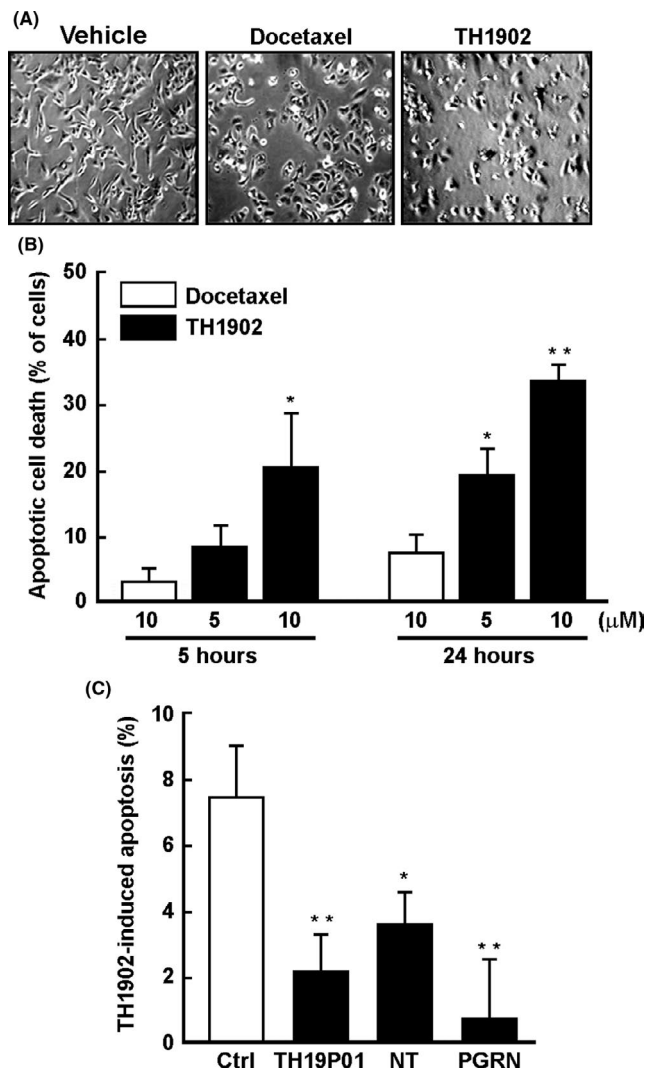 (A)
Vehicle Docetaxel TH1902
(B)
Apoptotic cell death (% of cells)
50
40
30
20
10
0
Docetaxel
TH1902
* * **
10 5 10 10 5 10 (μM)
5 hours 24 hours
(C)
TH1902-induced apoptosis (%)
10
8
6
4
2
0
** * **
Ctrl TH19P01 NT PGRN